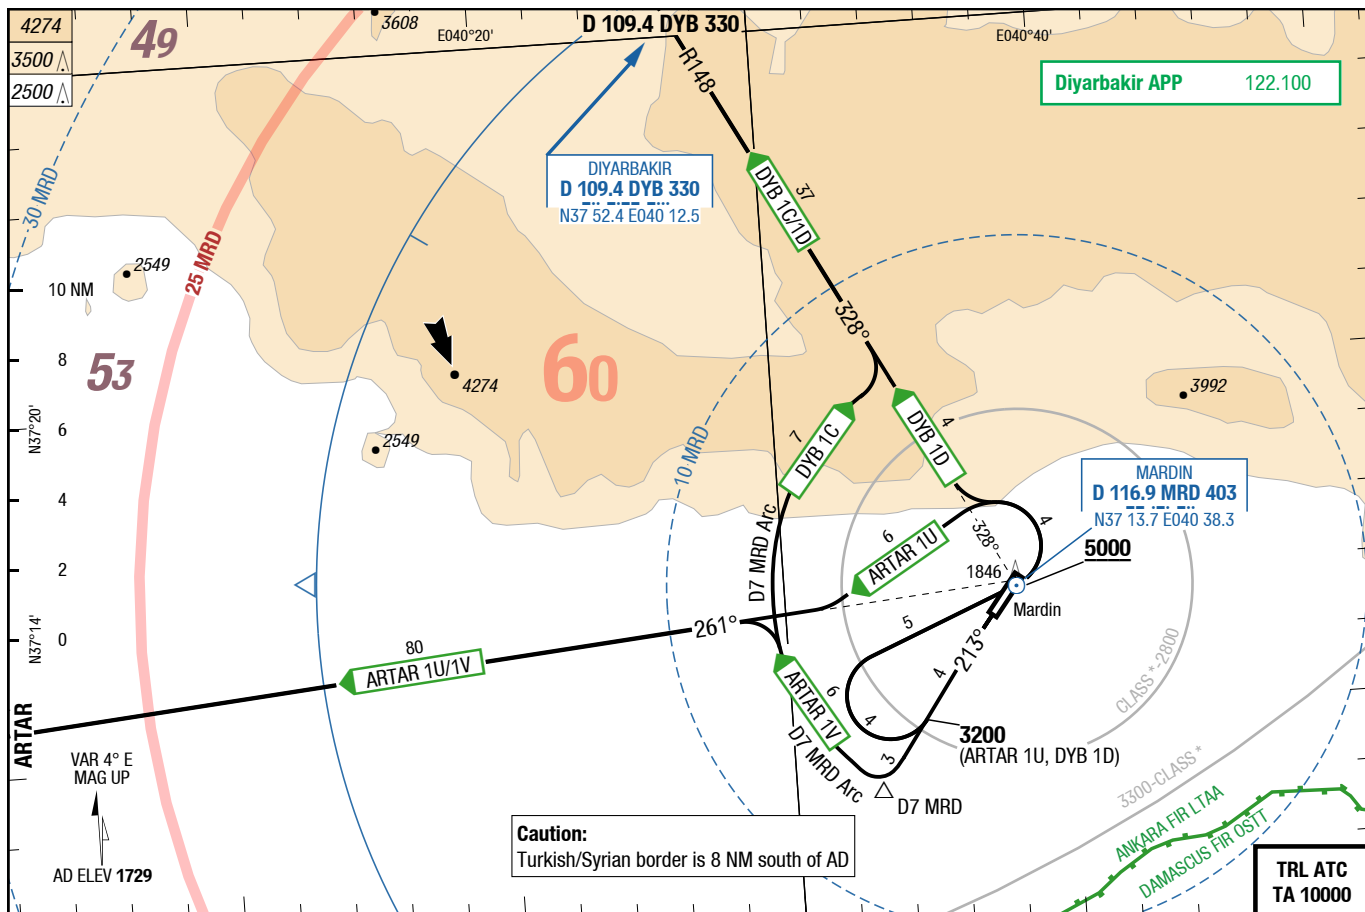 4274
3500
2500
49
3608
E040°20'
D 109.4 DYB 330
E040°40'
Diyarbakir APP 122.100
R148
30 MRD
DIYARBAKIR
D 109.4 DYB 330
N37 52.4 E040 12.5
37
DYB 1C/1D
25 MRD
2549
10 NM
8
6
4
2
0
N37°20'
N37°14'
53
4274
60
328°
3992
2549
7
DYB 1C
4
DYB 1D
10 MRD
MARDIN
D 116.9 MRD 403
N37 13.7 E040 38.3
D7 MRD Arc
6
ARTAR 1U
328°
4
5000
1846
Mardin
5
261°
213°
80
ARTAR 1U/1V
4
CLASS *-2800
6
ARTAR 1V
4
3200
(ARTAR 1U, DYB 1D)
3
D7 MRD Arc
D7 MRD
3300-CLASS *
ARTAR
VAR 4° E
MAG UP
AD ELEV 1729
Caution:
Turkish/Syrian border is 8 NM south of AD
ANKARA FIR LTAA
DAMASCUS FIR OSTT
TRL ATC
TA 10000